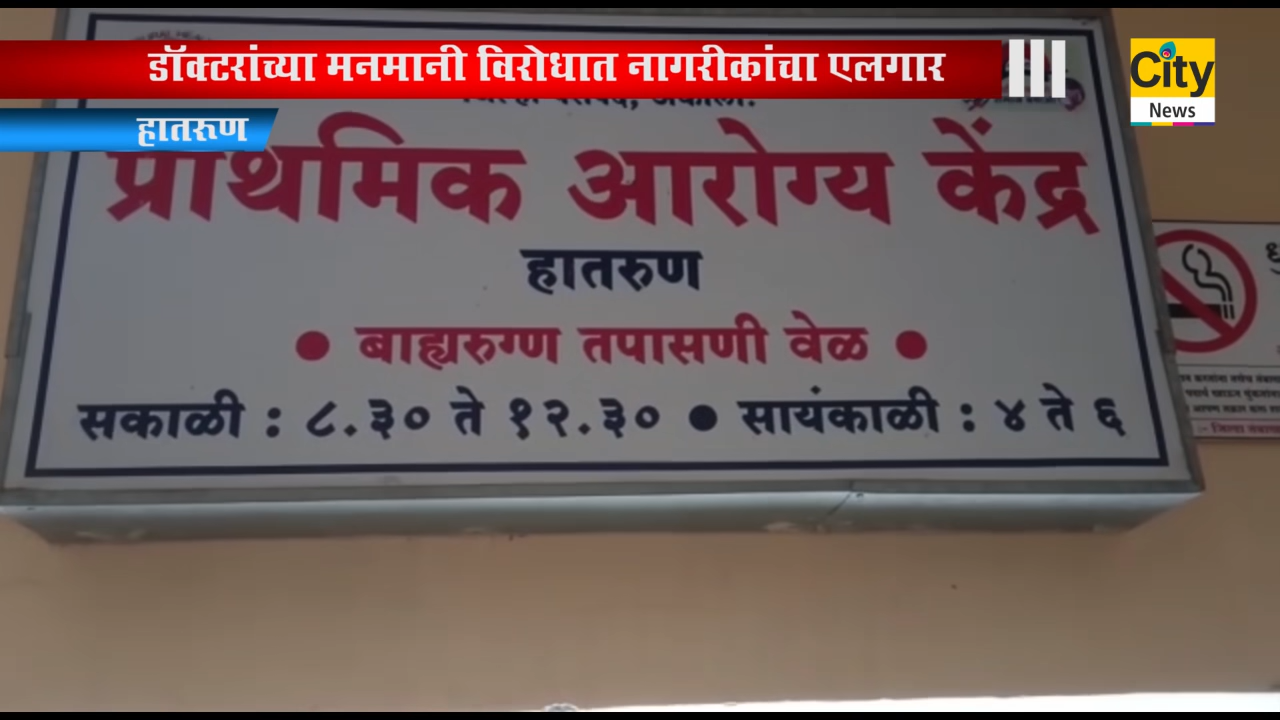 डॉक्टरांच्या मनमानी विरोधात नागरीकांचा एलगार
City
News
हातरूण
प्राथमिक आरोग्य केंद्र
हातरुण
• बाह्यरुग्ण तपासणी वेळ •
सकाळी : ८.३० ते १२.३० • सायंकाळी : ४ ते ६